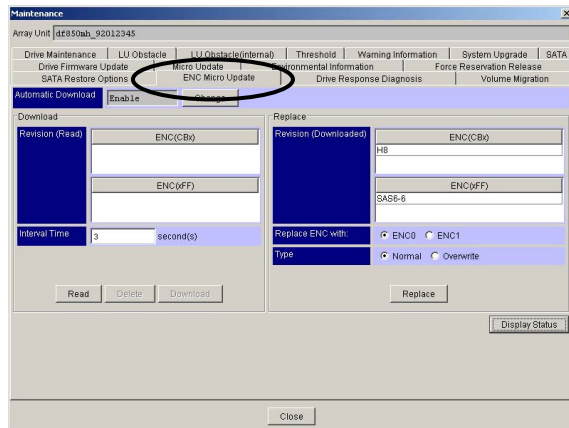 Maintenance
Array Unit df850mh_92012345
Drive Maintenance LU Obstacle LU Obstacle(internal) Threshold Warning Information System Upgrade SATA
Drive Firmware Update Micro Update Environmental Information Force Reservation Release
SATA Restore Options ENC Micro Update Drive Response Diagnosis Volume Migration
Automatic Download Enable Change
Download Replace
Revision (Read) ENC(CBx) Revision (Downloaded) ENC(CBx)
H8
ENC(xFF) ENC(xFF)
SAS6-6
Interval Time 3 second(s) Replace ENC with: ENC0 ENC1
Type Normal Overwrite
Read Delete Download Replace
Display Status
Close